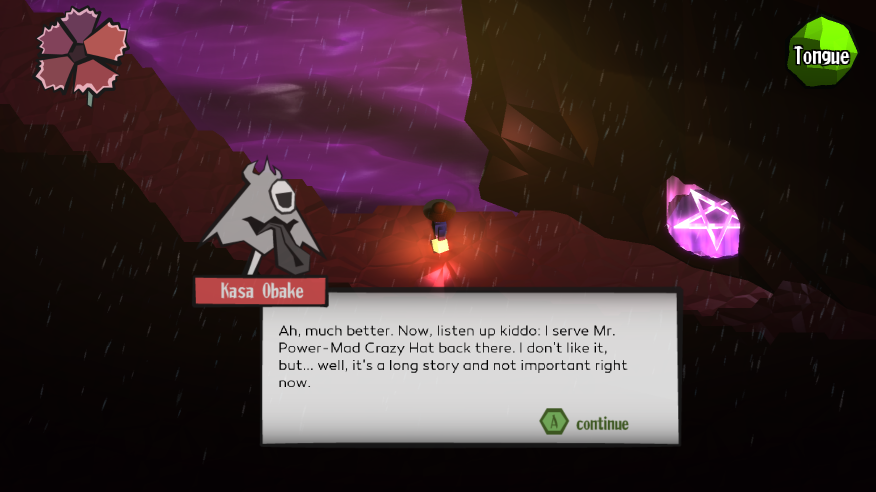 Tongue
Kasa Obake
Ah, much better. Now, listen up kiddo: I serve Mr.
Power-Mad Crazy Hat back there. I don't like it,
but... well, it's a long story and not important right
now.
A continue